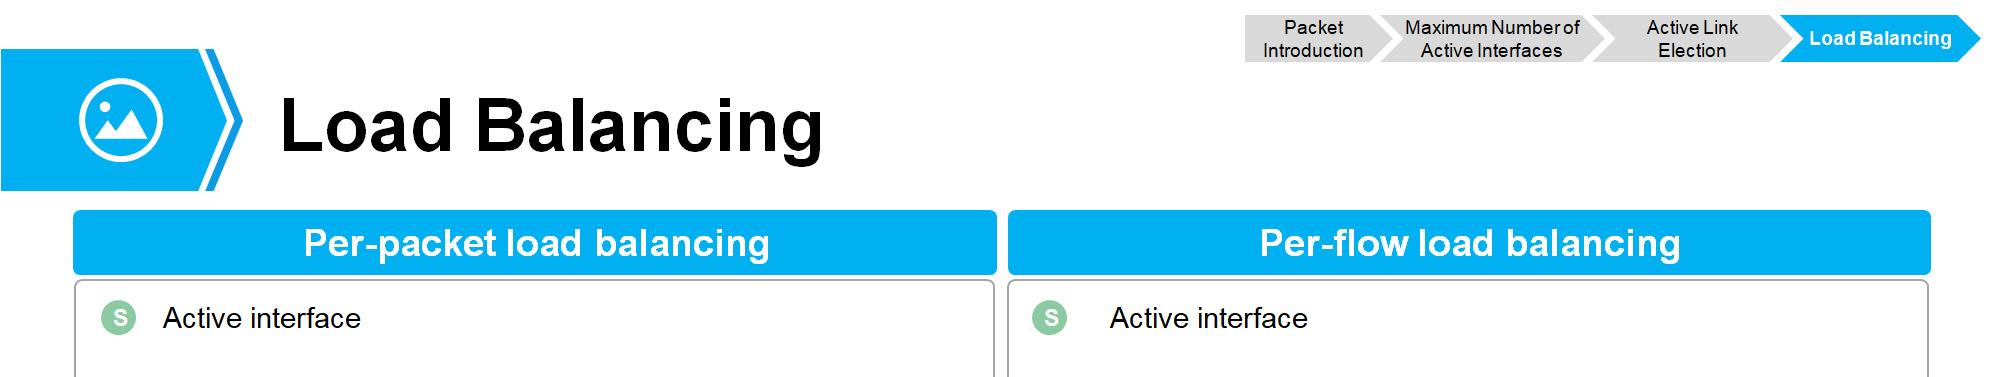 Packet
Introduction
Maximum Number of
Active Interfaces
Active Link
Election
Load Balancing
Load Balancing
Per-packet load balancing
Per-flow load balancing
S Active interface
S Active interface